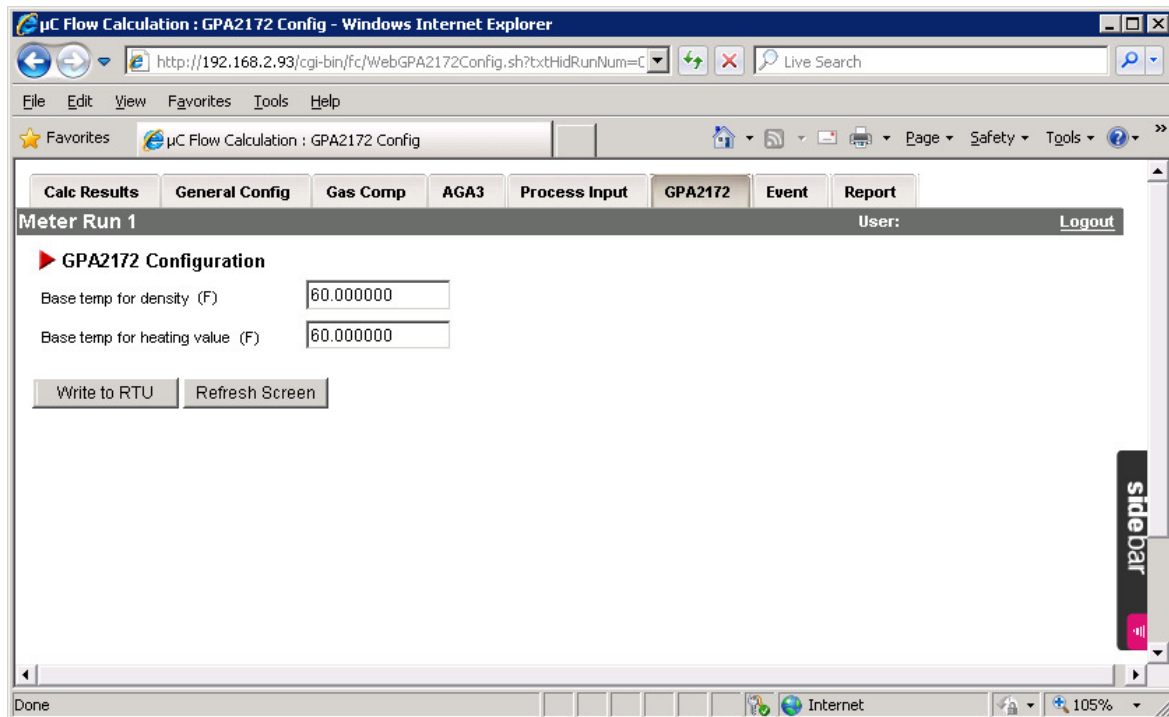 µC Flow Calculation : GPA2172 Config - Windows Internet Explorer
http://192.168.2.93/cgi-bin/fc/WebGPA2172Config.sh?txtHidRunNum=0 Live Search
File Edit View Favorites Tools Help
Favorites µC Flow Calculation : GPA2172 Config Page Safety Tools »
Calc Results General Config Gas Comp AGA3 Process Input GPA2172 Event Report
Meter Run 1 User: Logout
GPA2172 Configuration
Base temp for density (F) 60.000000
Base temp for heating value (F) 60.000000
Write to RTU Refresh Screen
sidebar
Done Internet 105%